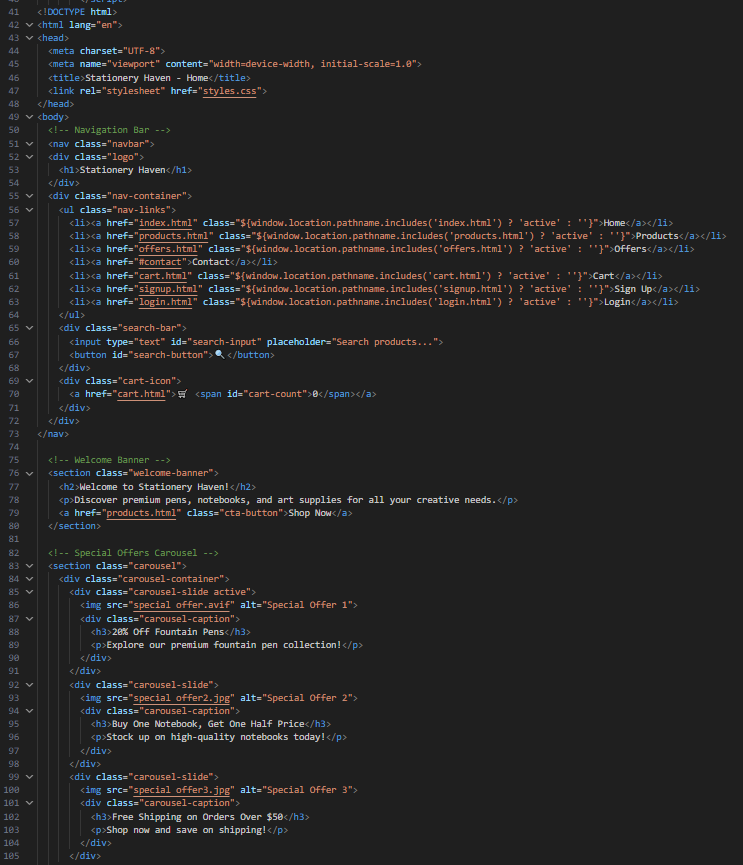 40 </script>
41 <!DOCTYPE html>
42 <html lang="en">
43 <head>
44 <meta charset="UTF-8">
45 <meta name="viewport" content="width=device-width, initial-scale=1.0">
46 <title>Stationery Haven - Home</title>
47 <link rel="stylesheet" href="styles.css">
48 </head>
49 <body>
50 <!-- Navigation Bar -->
51 <nav class="navbar">
52 <div class="logo">
53 <h1>Stationery Haven</h1>
54 </div>
55 <div class="nav-container">
56 <ul class="nav-links">
57 <li><a href="index.html" class="${window.location.pathname.includes('index.html') ? 'active' : ''}">Home</a></li>
58 <li><a href="products.html" class="${window.location.pathname.includes('products.html') ? 'active' : ''}">Products</a></li>
59 <li><a href="offers.html" class="${window.location.pathname.includes('offers.html') ? 'active' : ''}">Offers</a></li>
60 <li><a href="#contact">Contact</a></li>
61 <li><a href="cart.html" class="${window.location.pathname.includes('cart.html') ? 'active' : ''}">Cart</a></li>
62 <li><a href="signup.html" class="${window.location.pathname.includes('signup.html') ? 'active' : ''}">Sign Up</a></li>
63 <li><a href="login.html" class="${window.location.pathname.includes('login.html') ? 'active' : ''}">Login</a></li>
64 </ul>
65 <div class="search-bar">
66 <input type="text" id="search-input" placeholder="Search products...">
67 <button id="search-button">🔍</button>
68 </div>
69 <div class="cart-icon">
70 <a href="cart.html">🛒 <span id="cart-count">0</span></a>
71 </div>
72 </div>
73 </nav>
74
75 <!-- Welcome Banner -->
76 <section class="welcome-banner">
77 <h2>Welcome to Stationery Haven!</h2>
78 <p>Discover premium pens, notebooks, and art supplies for all your creative needs.</p>
79 <a href="products.html" class="cta-button">Shop Now</a>
80 </section>
81
82 <!-- Special Offers Carousel -->
83 <section class="carousel">
84 <div class="carousel-container">
85 <div class="carousel-slide active">
86 <img src="special offer.avif" alt="Special Offer 1">
87 <div class="carousel-caption">
88 <h3>20% Off Fountain Pens</h3>
89 <p>Explore our premium fountain pen collection!</p>
90 </div>
91 </div>
92 <div class="carousel-slide">
93 <img src="special offer2.jpg" alt="Special Offer 2">
94 <div class="carousel-caption">
95 <h3>Buy One Notebook, Get One Half Price</h3>
96 <p>Stock up on high-quality notebooks today!</p>
97 </div>
98 </div>
99 <div class="carousel-slide">
100 <img src="special offer3.jpg" alt="Special Offer 3">
101 <div class="carousel-caption">
102 <h3>Free Shipping on Orders Over $50</h3>
103 <p>Shop now and save on shipping!</p>
104 </div>
105 </div>